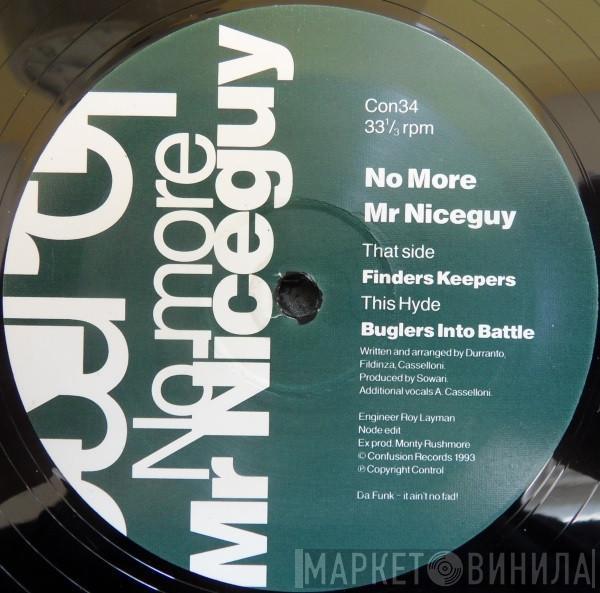 No more
Mr Niceguy
Con34
33⅓ rpm
No More
Mr Niceguy
That side
Finders Keepers
This Hyde
Buglers Into Battle
Written and arranged by Durranto,
Fildinza, Casselloni.
Produced by Sowari.
Additional vocals A. Casselloni.
Engineer Roy Layman
Node edit
Ex prod. Monty Rushmore
© Confusion Records 1993
℗ Copyright Control
Da Funk – it ain't no fad!
МАРКЕТ ВИНИЛА